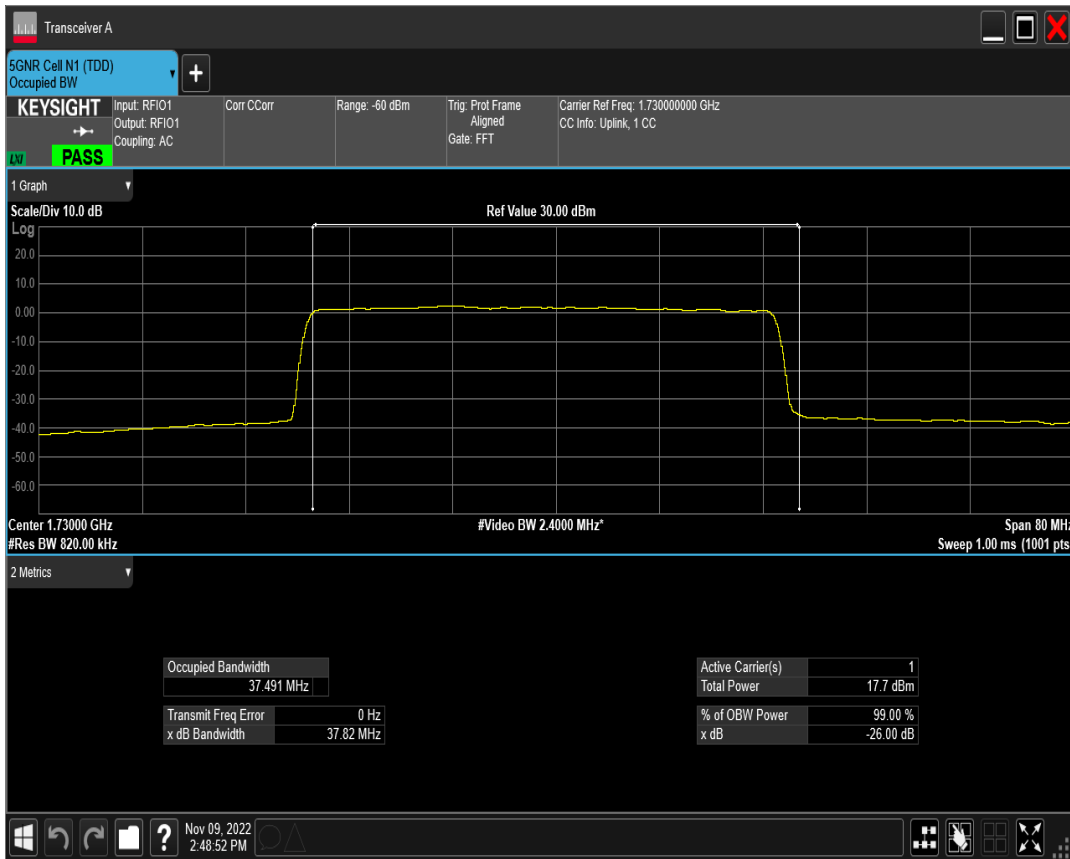 Transceiver A
5GNR Cell N1 (TDD)
Occupied BW
+
KEYSIGHT
LXI
PASS
Input: RFIO1
Output: RFIO1
Coupling: AC
Corr CCorr
Range: -60 dBm
Trig: Prot Frame
Aligned
Gate: FFT
Carrier Ref Freq: 1.730000000 GHz
CC Info: Uplink, 1 CC
1 Graph
Scale/Div 10.0 dB
Ref Value 30.00 dBm
Log
20.0
10.0
0.00
-10.0
-20.0
-30.0
-40.0
-50.0
-60.0
Center 1.73000 GHz
#Video BW 2.4000 MHz*
Span 80 MHz
#Res BW 820.00 kHz
Sweep 1.00 ms (1001 pts
2 Metrics
Occupied Bandwidth
37.491 MHz
Transmit Freq Error 0 Hz
x dB Bandwidth 37.82 MHz
Active Carrier(s) 1
Total Power 17.7 dBm
% of OBW Power 99.00 %
x dB -26.00 dB
?
Nov 09, 2022
2:48:52 PM